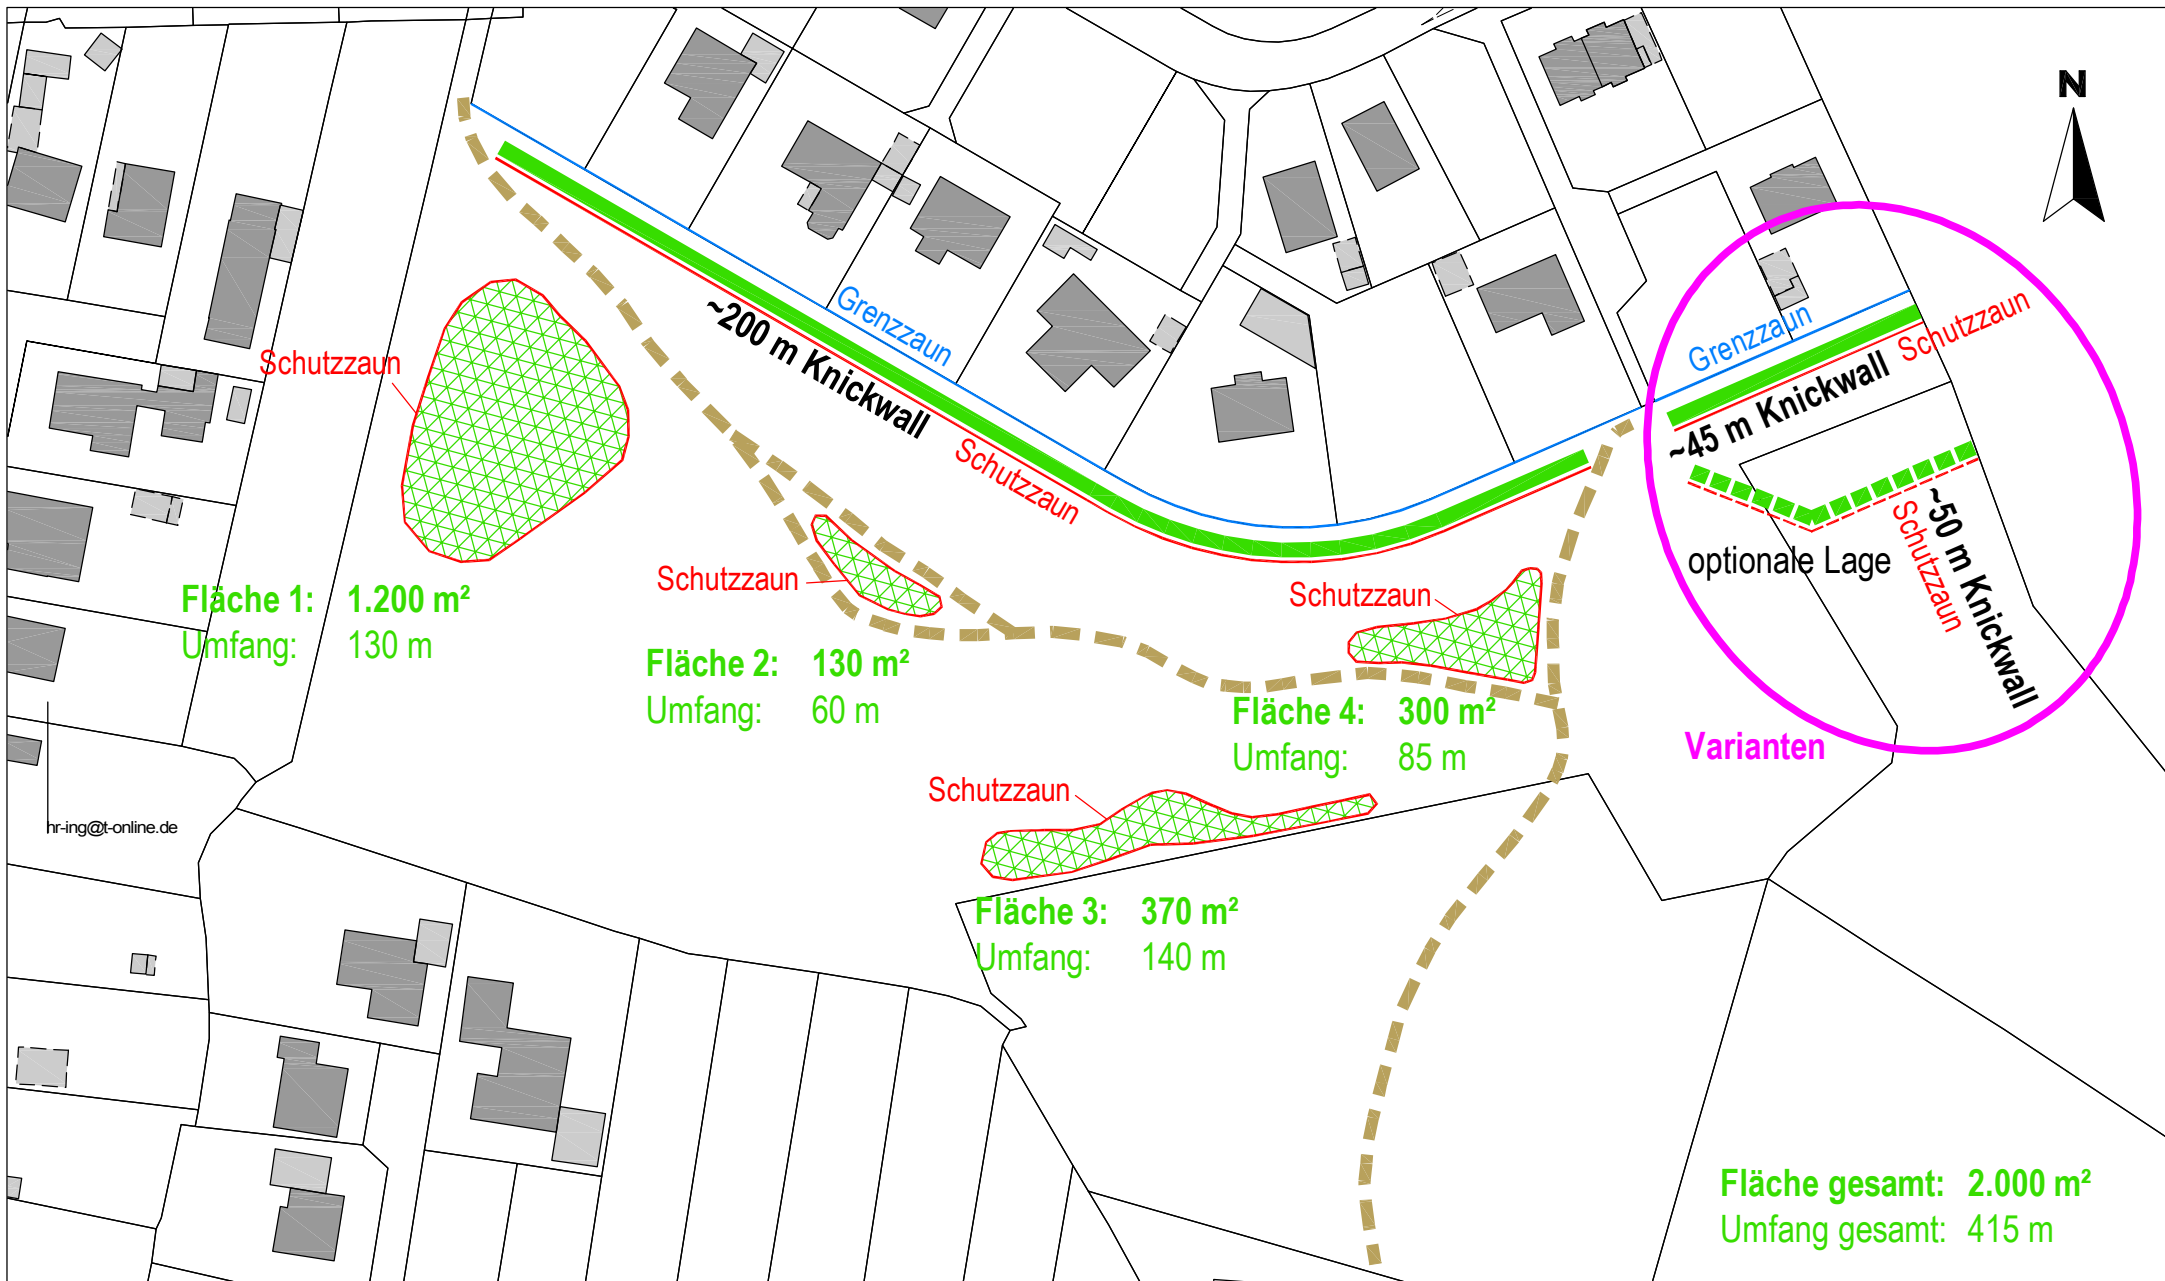 N
Grenzzaun
~200 m Knickwall
Schutzzaun
Schutzzaun
Grenzzaun
Schutzzaun
~45 m Knickwall
optionale Lage
Schutzzaun
~50 m Knickwall
Varianten
Fläche 1: 1.200 m²
Umfang: 130 m
Schutzzaun
Fläche 2: 130 m²
Umfang: 60 m
Schutzzaun
Fläche 4: 300 m²
Umfang: 85 m
Schutzzaun
Fläche 3: 370 m²
Umfang: 140 m
hr-ing@t-online.de
Fläche gesamt: 2.000 m²
Umfang gesamt: 415 m